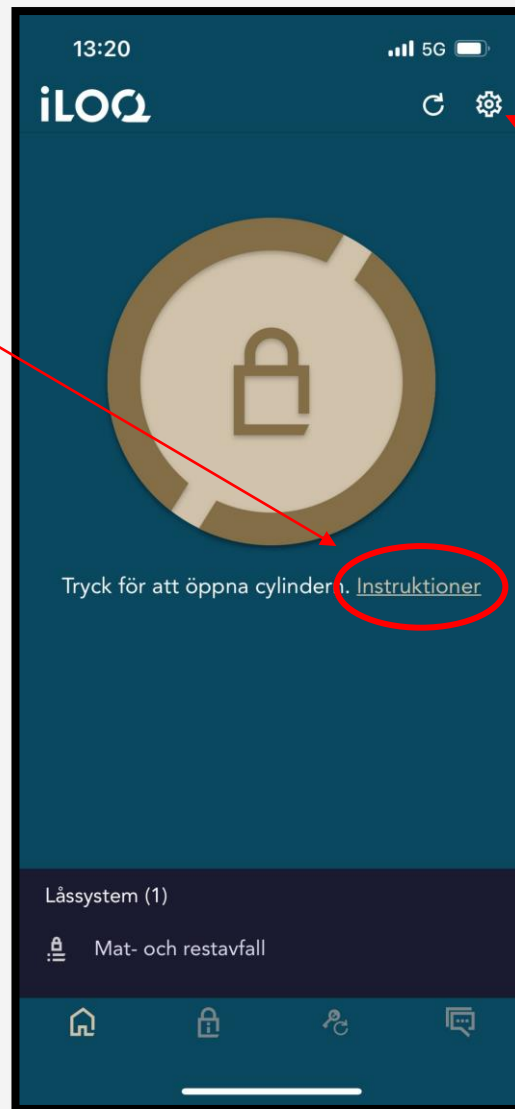 13:20
5G
iLOQ
Tryck för att öppna cylindern. Instruktioner
Låssystem (1)
Mat- och restavfall